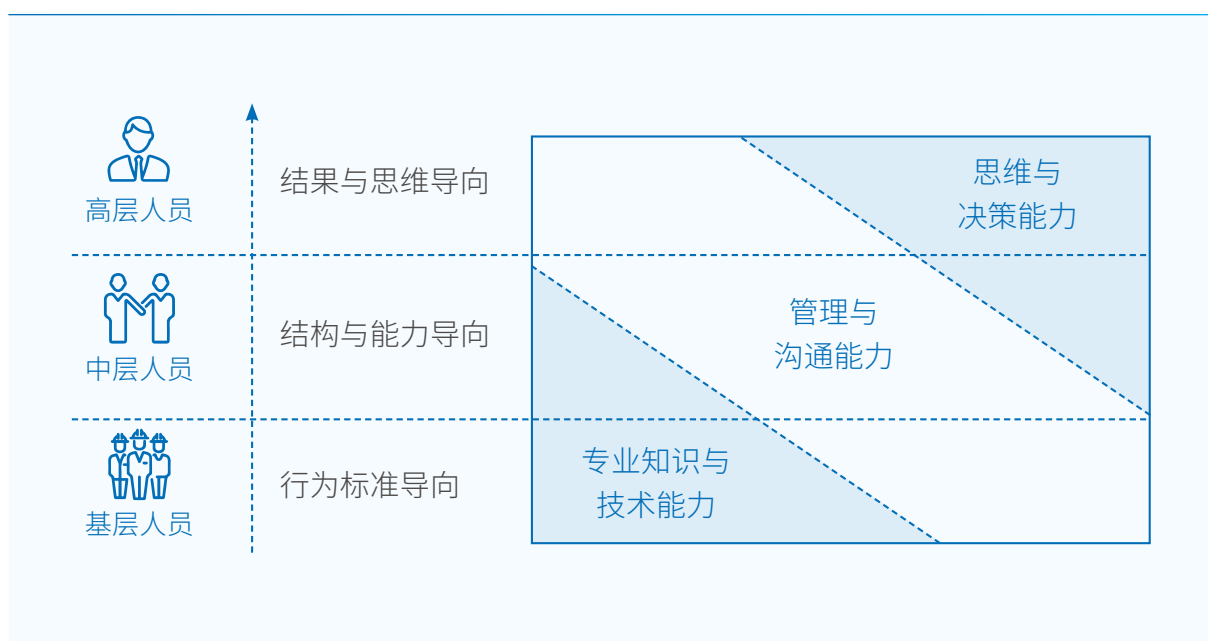 高层人员
结果与思维导向
思维与
决策能力
中层人员
结构与能力导向
管理与
沟通能力
基层人员
行为标准导向
专业知识与
技术能力